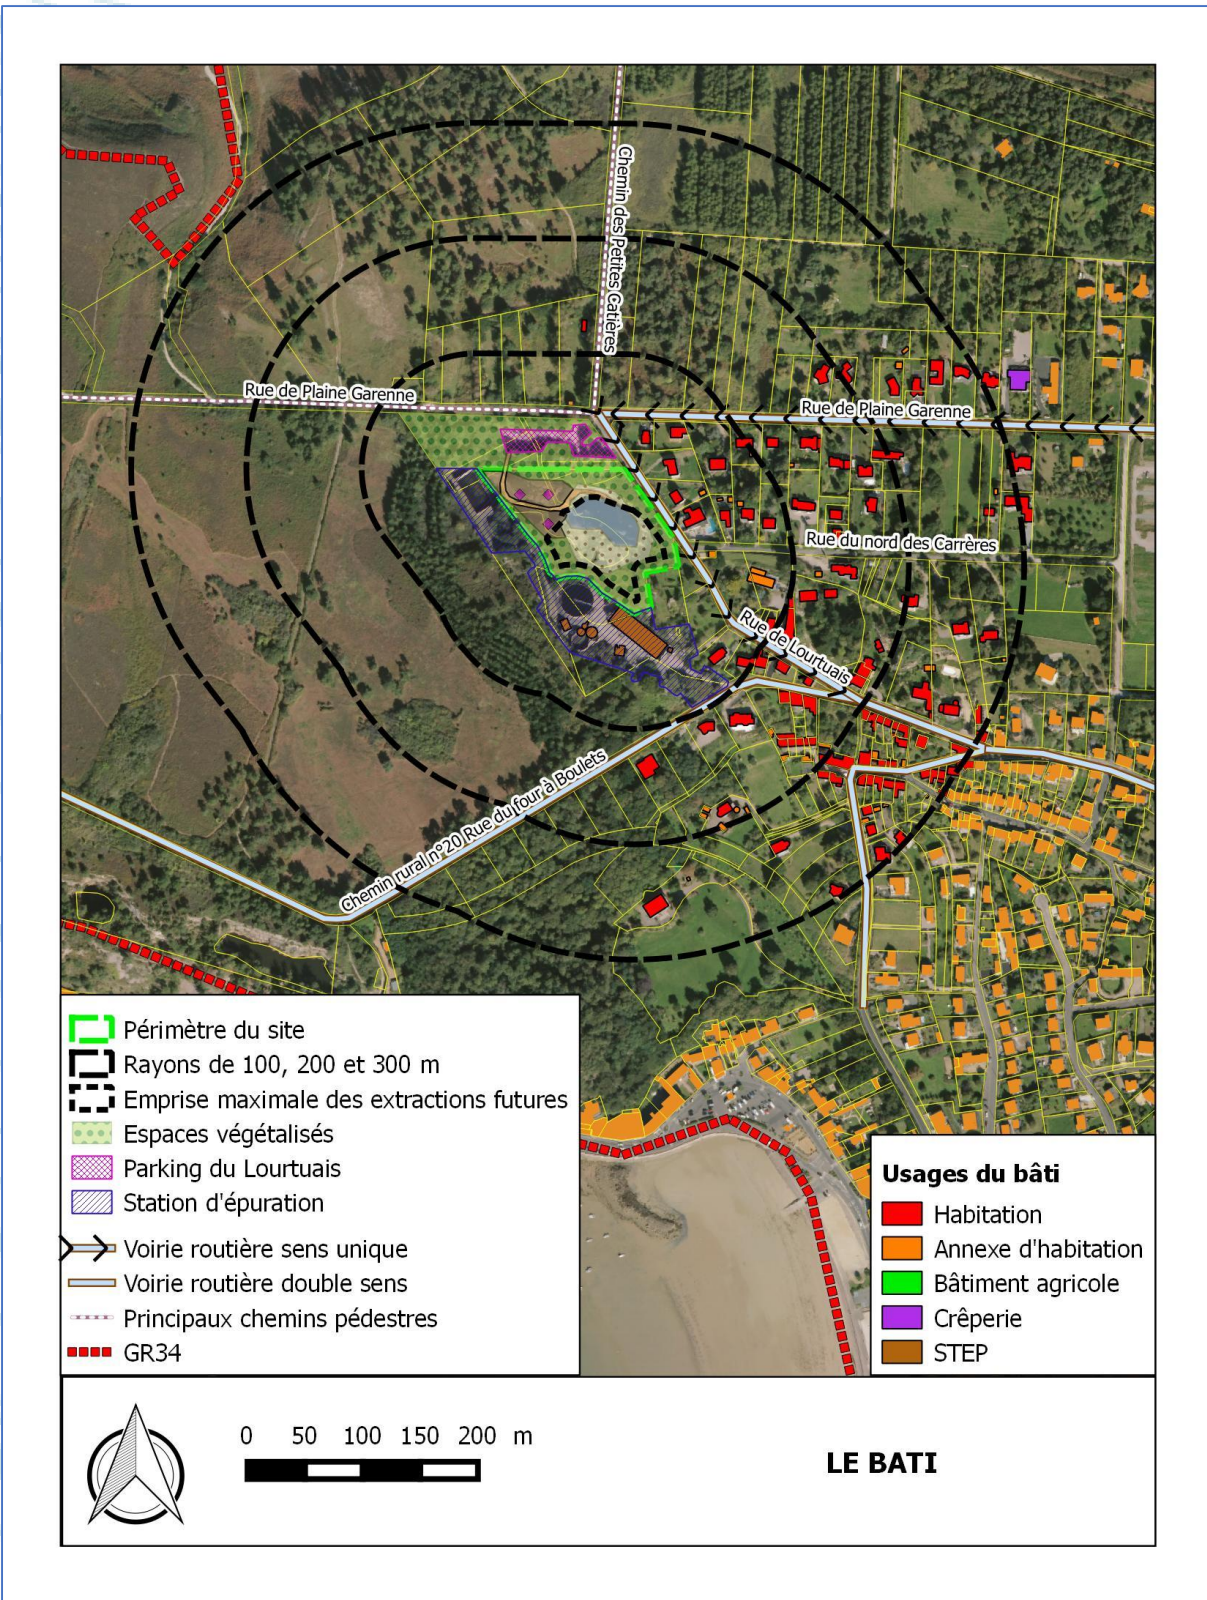 Chemin des Petites Catières
Rue de Plaine Garenne
Rue de Plaine Garenne
Rue du nord des Carrères
Rue de Lourtuais
Chemin rural n°20 Rue du four à Boulets
Périmètre du site
Rayons de 100, 200 et 300 m
Emprise maximale des extractions futures
Espaces végétalisés
Parking du Lourtuais
Station d'épuration
Voirie routière sens unique
Voirie routière double sens
Principaux chemins pédestres
GR34
Usages du bâti
Habitation
Annexe d'habitation
Bâtiment agricole
Crêperie
STEP
0 50 100 150 200 m
LE BATI